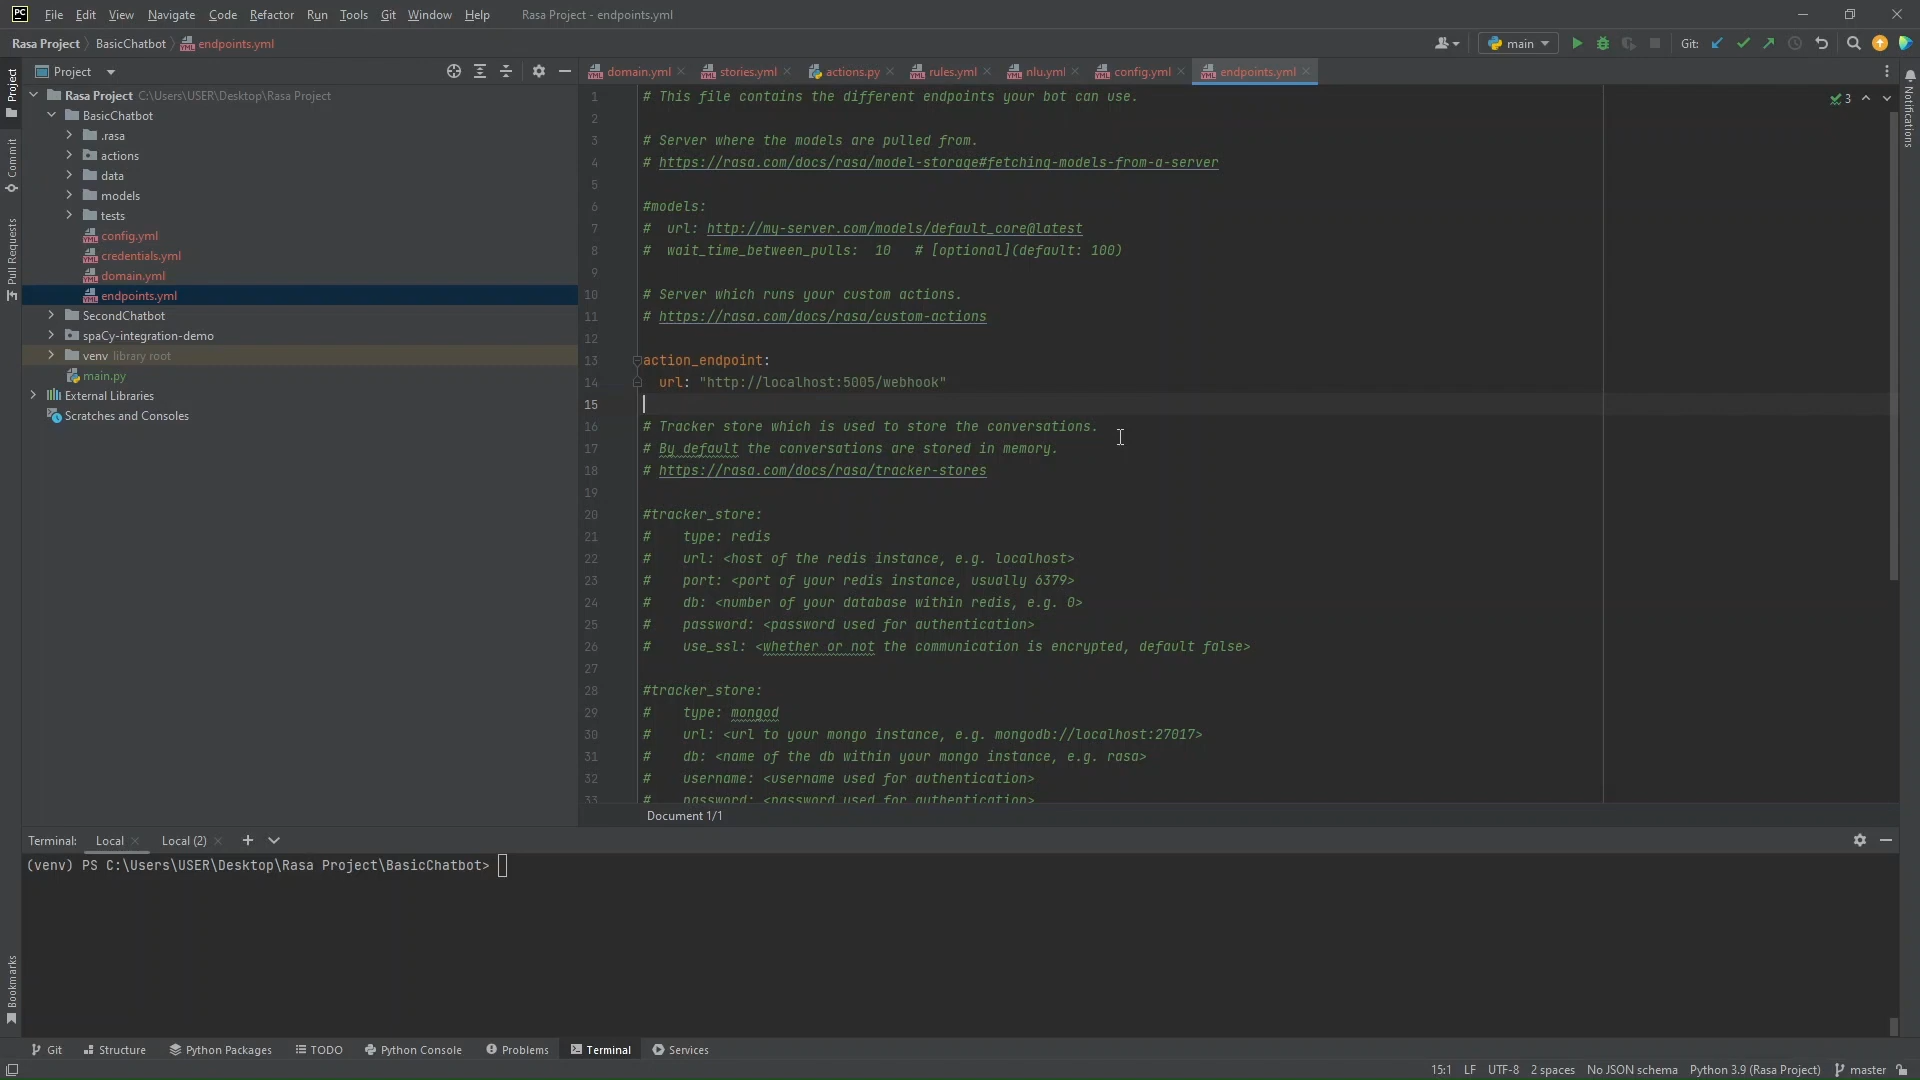 PC File Edit View Navigate Code Refactor Run Tools Git Window Help Rasa Project - endpoints.yml
Rasa Project BasicChatbot endpoints.yml main Git:
Project
domain.yml stories.yml actions.py rules.yml nlu.yml config.yml endpoints.yml
Project
Commit
Pull Requests
Bookmarks
Notifications
Rasa Project C:\Users\USER\Desktop\Rasa Project
BasicChatbot
.rasa
actions
data
models
tests
config.yml
credentials.yml
domain.yml
endpoints.yml
SecondChatbot
spaCy-integration-demo
venv library root
main.py
External Libraries
Scratches and Consoles
3
1 # This file contains the different endpoints your bot can use.
2
3 # Server where the models are pulled from.
4 # https://rasa.com/docs/rasa/model-storage#fetching-models-from-a-server
5
6 #models:
7 #  url: http://my-server.com/models/default_core@latest
8 #  wait_time_between_pulls:  10   # [optional](default: 100)
9
10 # Server which runs your custom actions.
11 # https://rasa.com/docs/rasa/custom-actions
12
13 action_endpoint:
14   url: "http://localhost:5005/webhook"
15
16 # Tracker store which is used to store the conversations.
17 # By default the conversations are stored in memory.
18 # https://rasa.com/docs/rasa/tracker-stores
19
20 #tracker_store:
21 #    type: redis
22 #    url: <host of the redis instance, e.g. localhost>
23 #    port: <port of your redis instance, usually 6379>
24 #    db: <number of your database within redis, e.g. 0>
25 #    password: <password used for authentication>
26 #    use_ssl: <whether or not the communication is encrypted, default false>
27
28 #tracker_store:
29 #    type: mongod
30 #    url: <url to your mongo instance, e.g. mongodb://localhost:27017>
31 #    db: <name of the db within your mongo instance, e.g. rasa>
32 #    username: <username used for authentication>
33 #    password: <password used for authentication>
Document 1/1
Terminal: Local Local (2)
(venv) PS C:\Users\USER\Desktop\Rasa Project\BasicChatbot>
Git Structure Python Packages TODO Python Console Problems Terminal Services
15:1 LF UTF-8 2 spaces No JSON schema Python 3.9 (Rasa Project) master